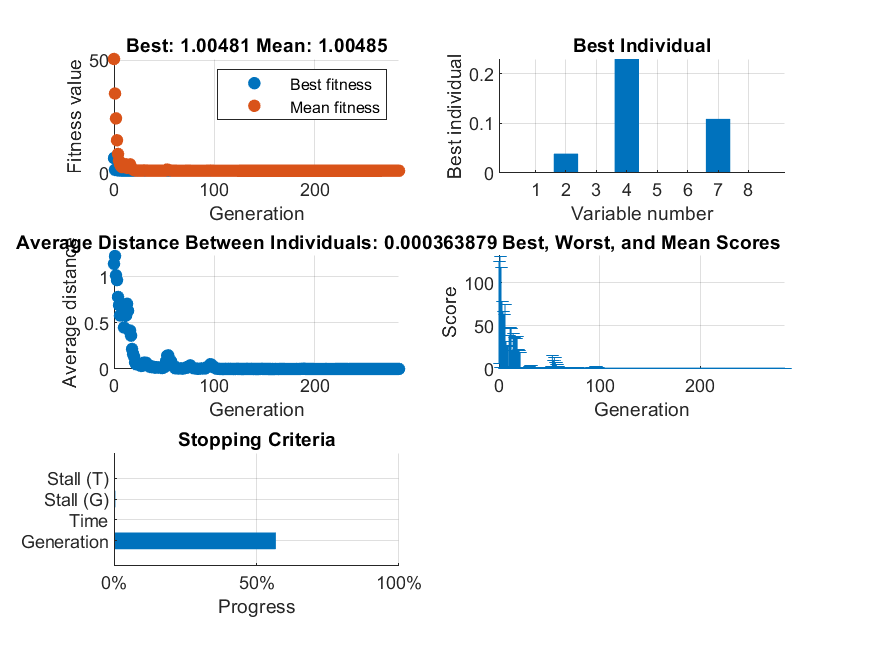 Best: 1.00481 Mean: 1.00485
Fitness value
50
0
0 100 200
Generation
Best fitness
Mean fitness
Best Individual
Best individual
0.2
0.1
0
1 2 3 4 5 6 7 8
Variable number
Average Distance Between Individuals: 0.000363879
Average distance
1
0.5
0
0 100 200
Generation
Best, Worst, and Mean Scores
Score
100
50
0
0 100 200
Generation
Stopping Criteria
Stall (T)
Stall (G)
Time
Generation
0% 50% 100%
Progress